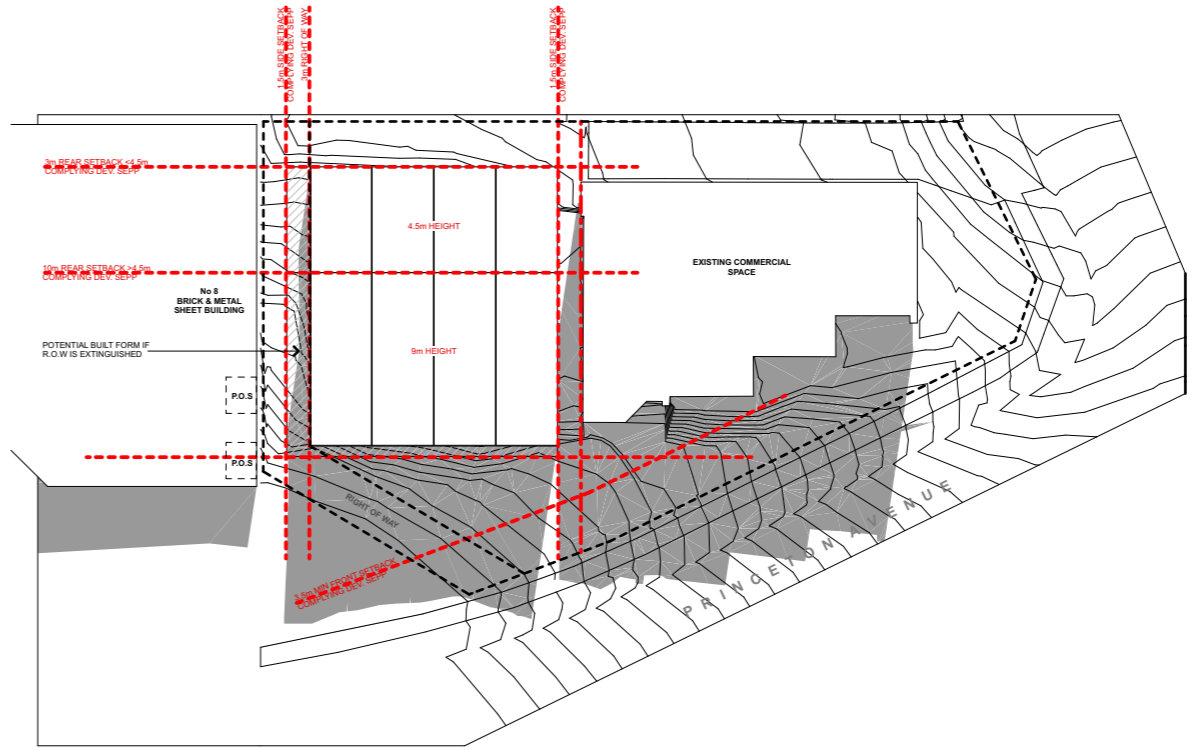 1.5m SIDE SETBACK
COMPLYING DEV. SEPP
3m RIGHT OF WAY
1.5m SIDE SETBACK
COMPLYING DEV. SEPP
3m REAR SETBACK <4.5m
COMPLYING DEV. SEPP
4.5m HEIGHT
10m REAR SETBACK >4.5m
COMPLYING DEV. SEPP
EXISTING COMMERCIAL
SPACE
No 8
BRICK & METAL
SHEET BUILDING
POTENTIAL BUILT FORM IF
R.O.W IS EXTINGUISHED
9m HEIGHT
P.O.S
P.O.S
RIGHT OF WAY
3.5m MIN FRONT SETBACK
COMPLYING DEV. SEPP
PRINCETON AVENUE